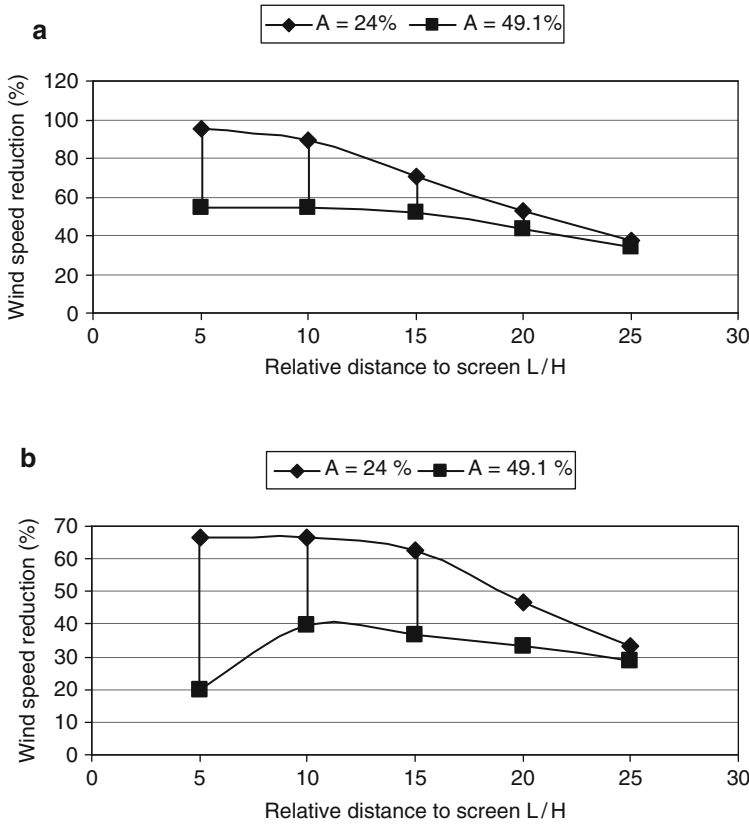 a
A = 24% A = 49.1%
Wind speed reduction (%)
120
100
80
60
40
20
0
0 5 10 15 20 25 30
Relative distance to screen L/H
b
A = 24 % A = 49.1 %
Wind speed reduction (%)
70
60
50
40
30
20
10
0
0 5 10 15 20 25 30
Relative distance to screen L/H